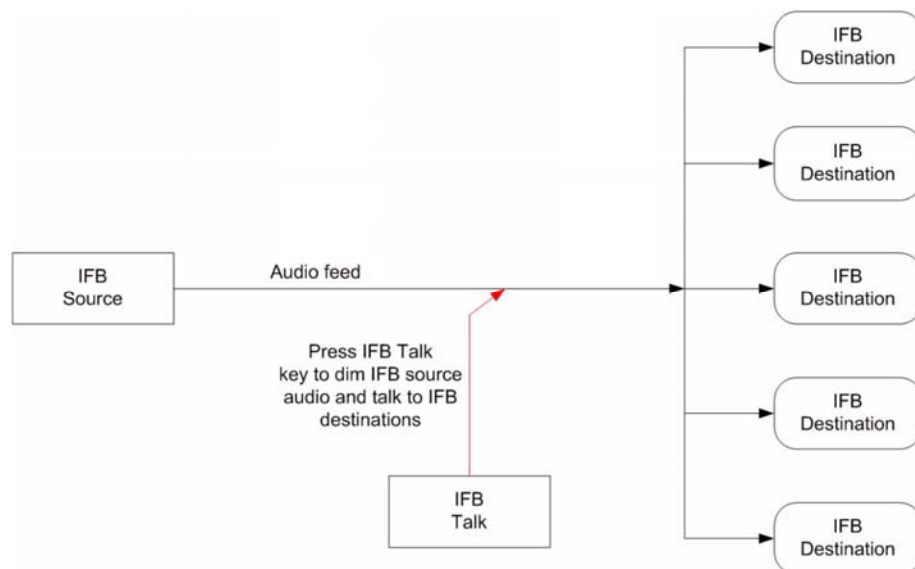 IFB
Destination
IFB
Destination
IFB
Source
Audio feed
IFB
Destination
Press IFB Talk
key to dim IFB source
audio and talk to IFB
destinations
IFB
Destination
IFB
Talk
IFB
Destination